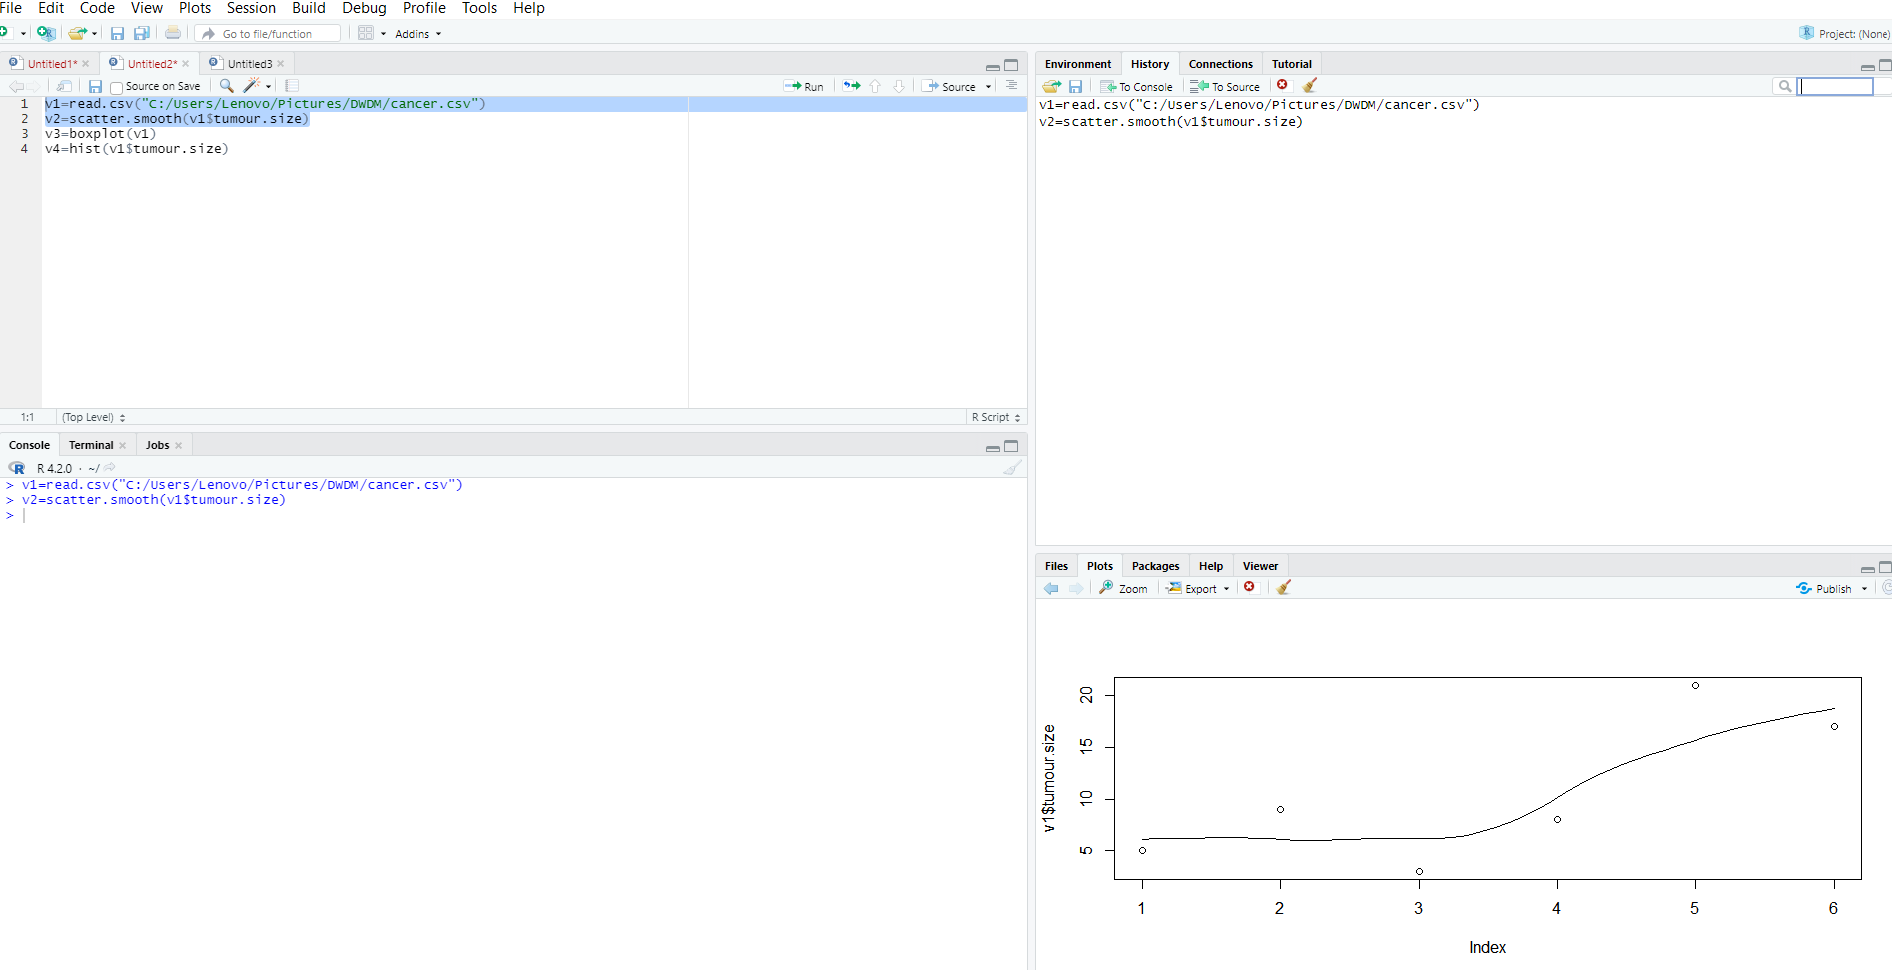 File Edit Code View Plots Session Build Debug Profile Tools Help
Go to file/function Addins Project: (None)
Untitled1* Untitled2* Untitled3
Source on Save Run Source
1 v1=read.csv("C:/Users/Lenovo/Pictures/DWDM/cancer.csv")
2 v2=scatter.smooth(v1$tumour.size)
3 v3=boxplot(v1)
4 v4=hist(v1$tumour.size)
1:1 (Top Level) R Script
Console Terminal Jobs
R R 4.2.0 · ~/
> v1=read.csv("C:/Users/Lenovo/Pictures/DWDM/cancer.csv")
> v2=scatter.smooth(v1$tumour.size)
>
Environment History Connections Tutorial
To Console To Source
v1=read.csv("C:/Users/Lenovo/Pictures/DWDM/cancer.csv")
v2=scatter.smooth(v1$tumour.size)
Files Plots Packages Help Viewer
Zoom Export Publish
v1$tumour.size
20
15
10
5
1 2 3 4 5 6
Index